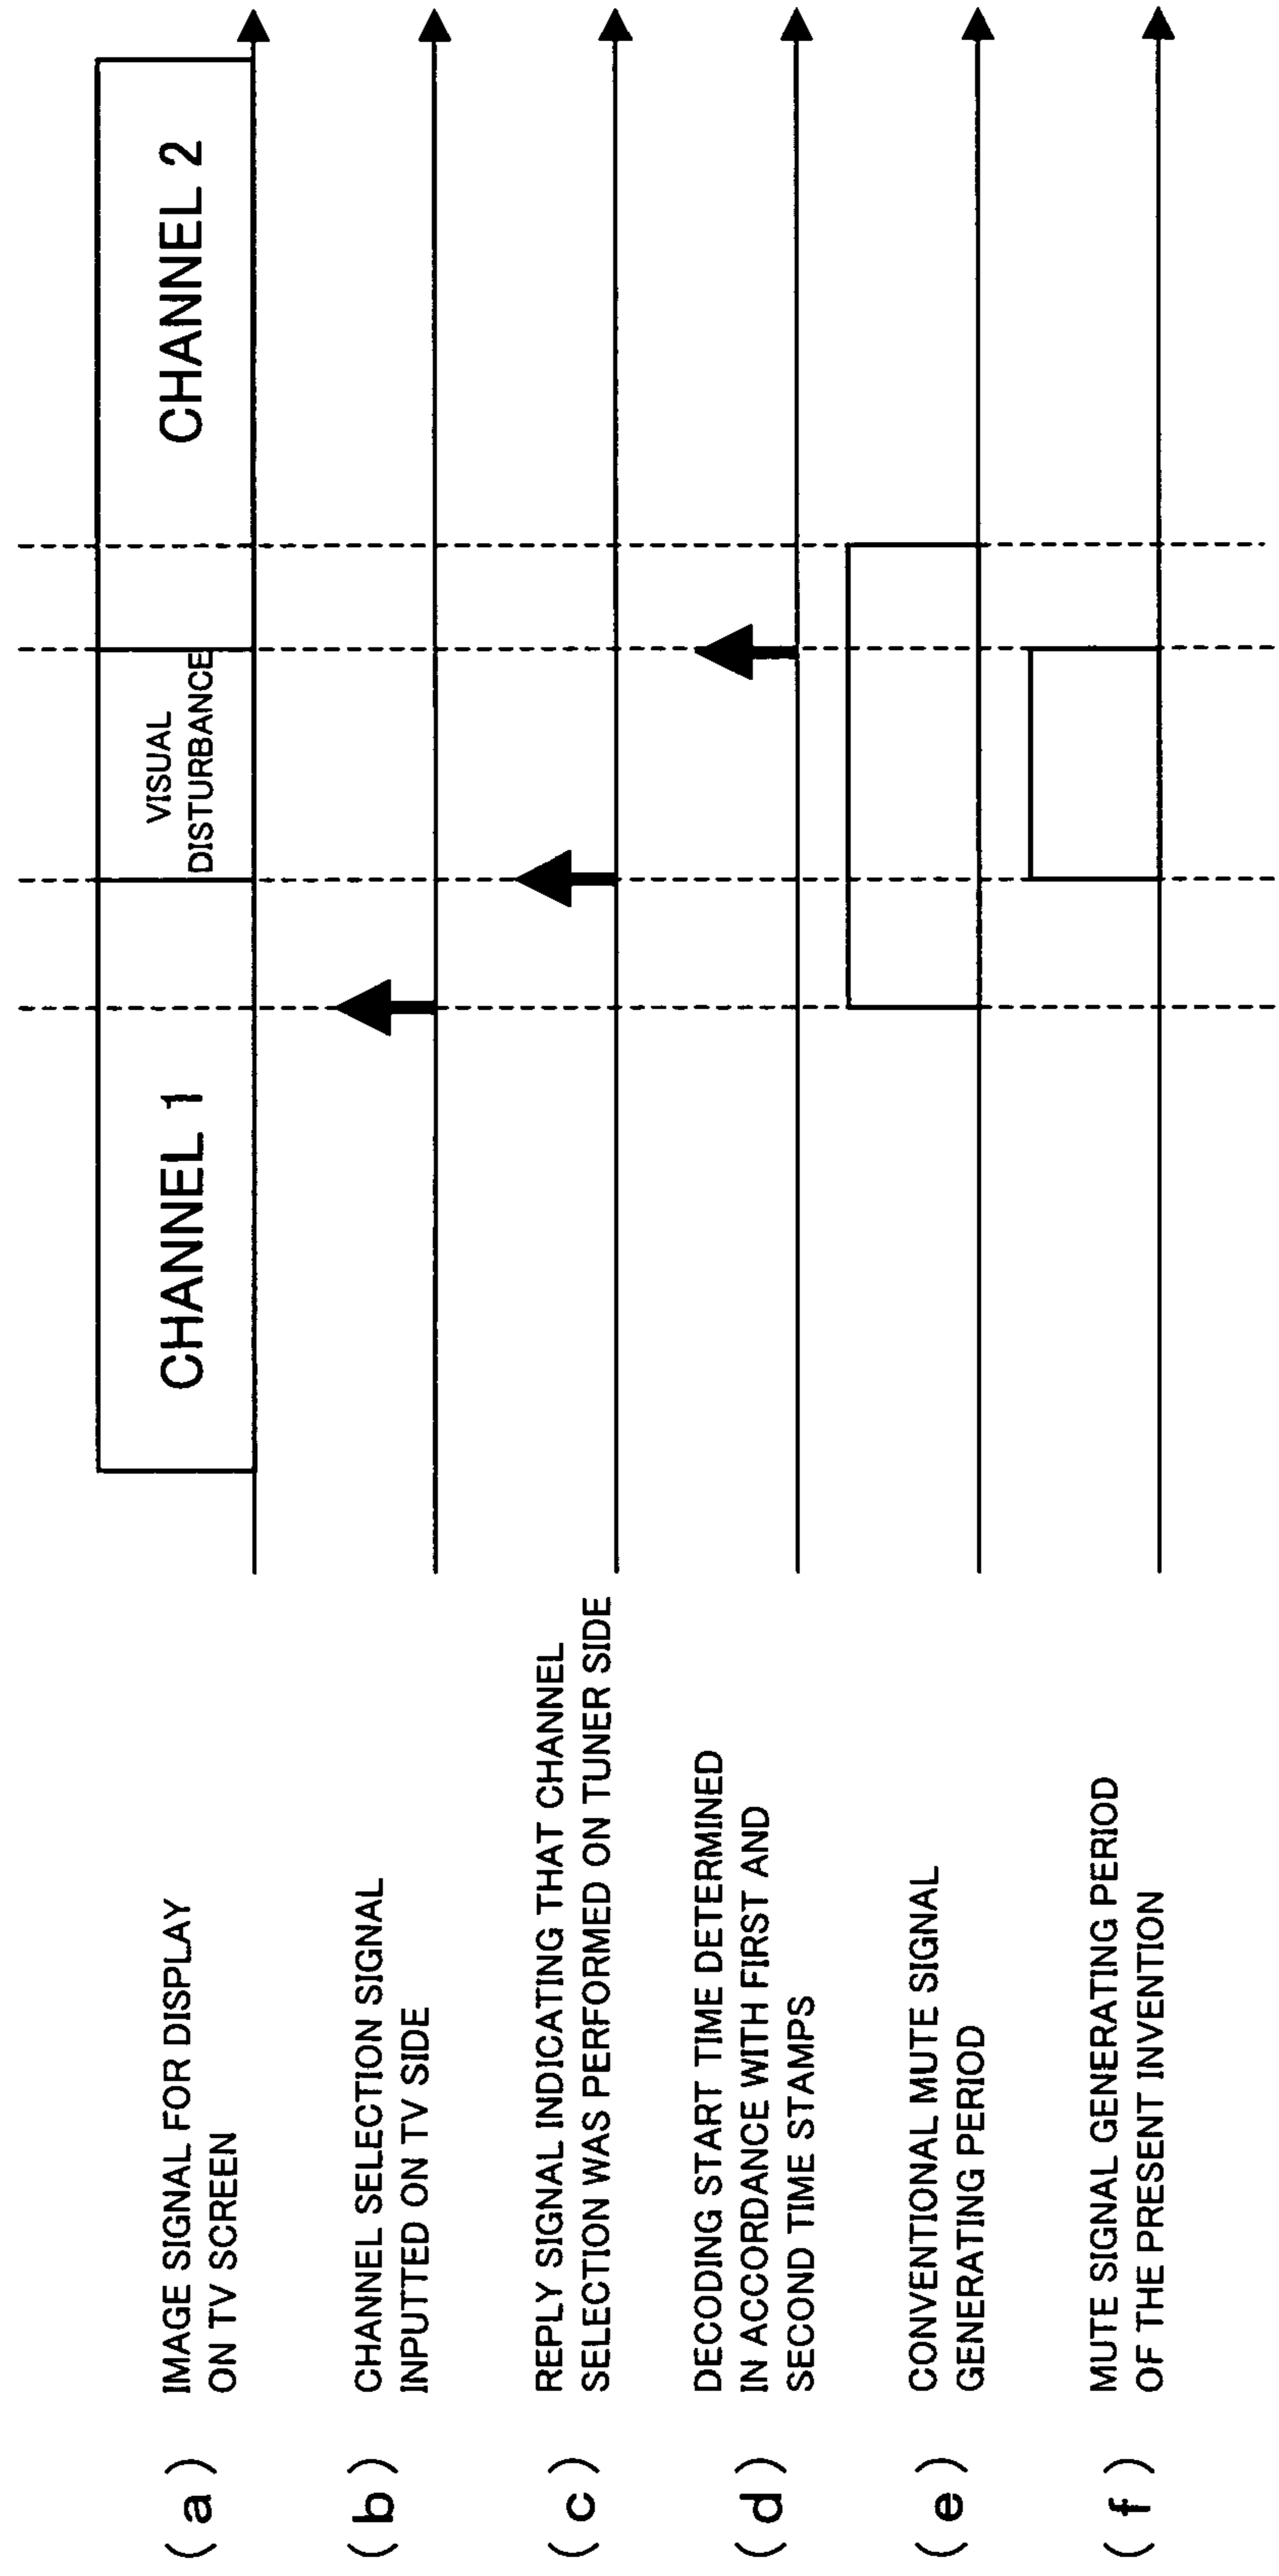 ( a )
IMAGE SIGNAL FOR DISPLAY
ON TV SCREEN
CHANNEL 1
VISUAL
DISTURBANCE
CHANNEL 2
( b )
CHANNEL SELECTION SIGNAL
INPUTTED ON TV SIDE
( c )
REPLY SIGNAL INDICATING THAT CHANNEL
SELECTION WAS PERFORMED ON TUNER SIDE
( d )
DECODING START TIME DETERMINED
IN ACCORDANCE WITH FIRST AND
SECOND TIME STAMPS
( e )
CONVENTIONAL MUTE SIGNAL
GENERATING PERIOD
( f )
MUTE SIGNAL GENERATING PERIOD
OF THE PRESENT INVENTION